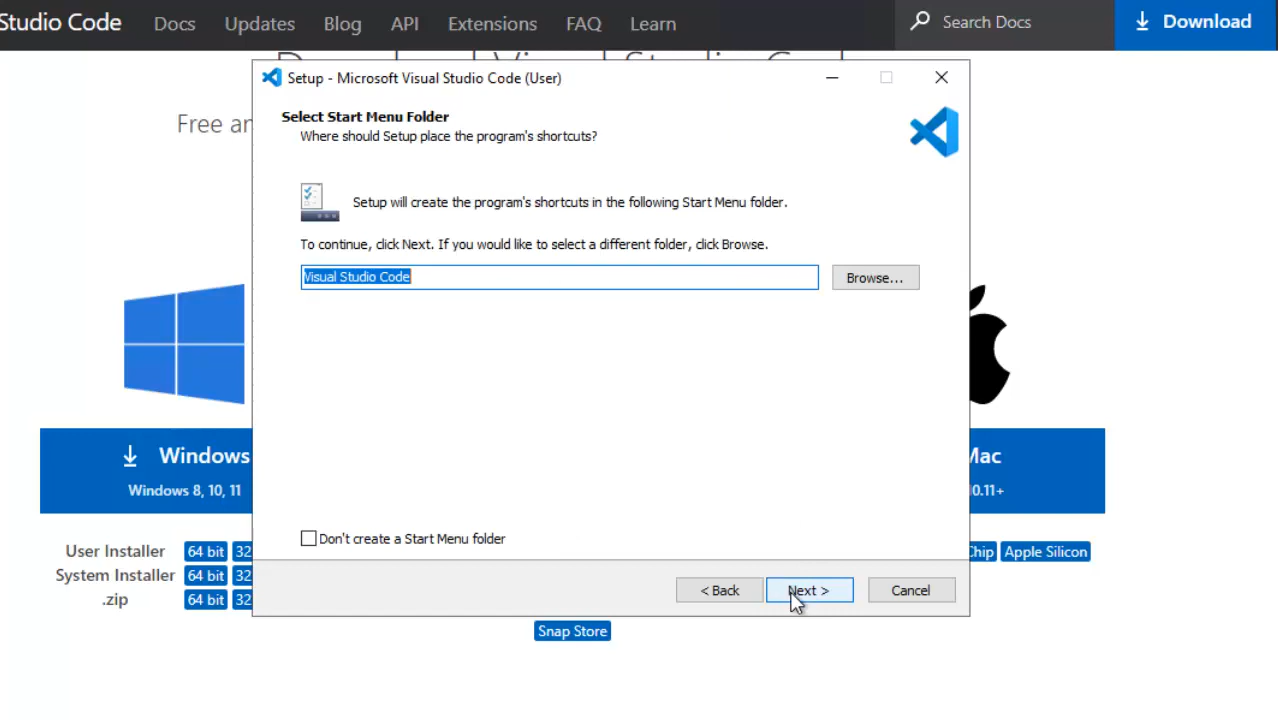 Studio Code Docs Updates Blog API Extensions FAQ Learn Search Docs Download
Setup - Microsoft Visual Studio Code (User)
Free
Select Start Menu Folder
Where should Setup place the program's shortcuts?
Setup will create the program's shortcuts in the following Start Menu folder.
To continue, click Next. If you would like to select a different folder, click Browse.
Visual Studio Code Browse...
Windows
Windows 8, 10, 11
Mac
10.11+
Don't create a Start Menu folder
User Installer 64 bit 32
Chip Apple Silicon
System Installer 64 bit 32
.zip 64 bit 32
< Back Next > Cancel
Snap Store